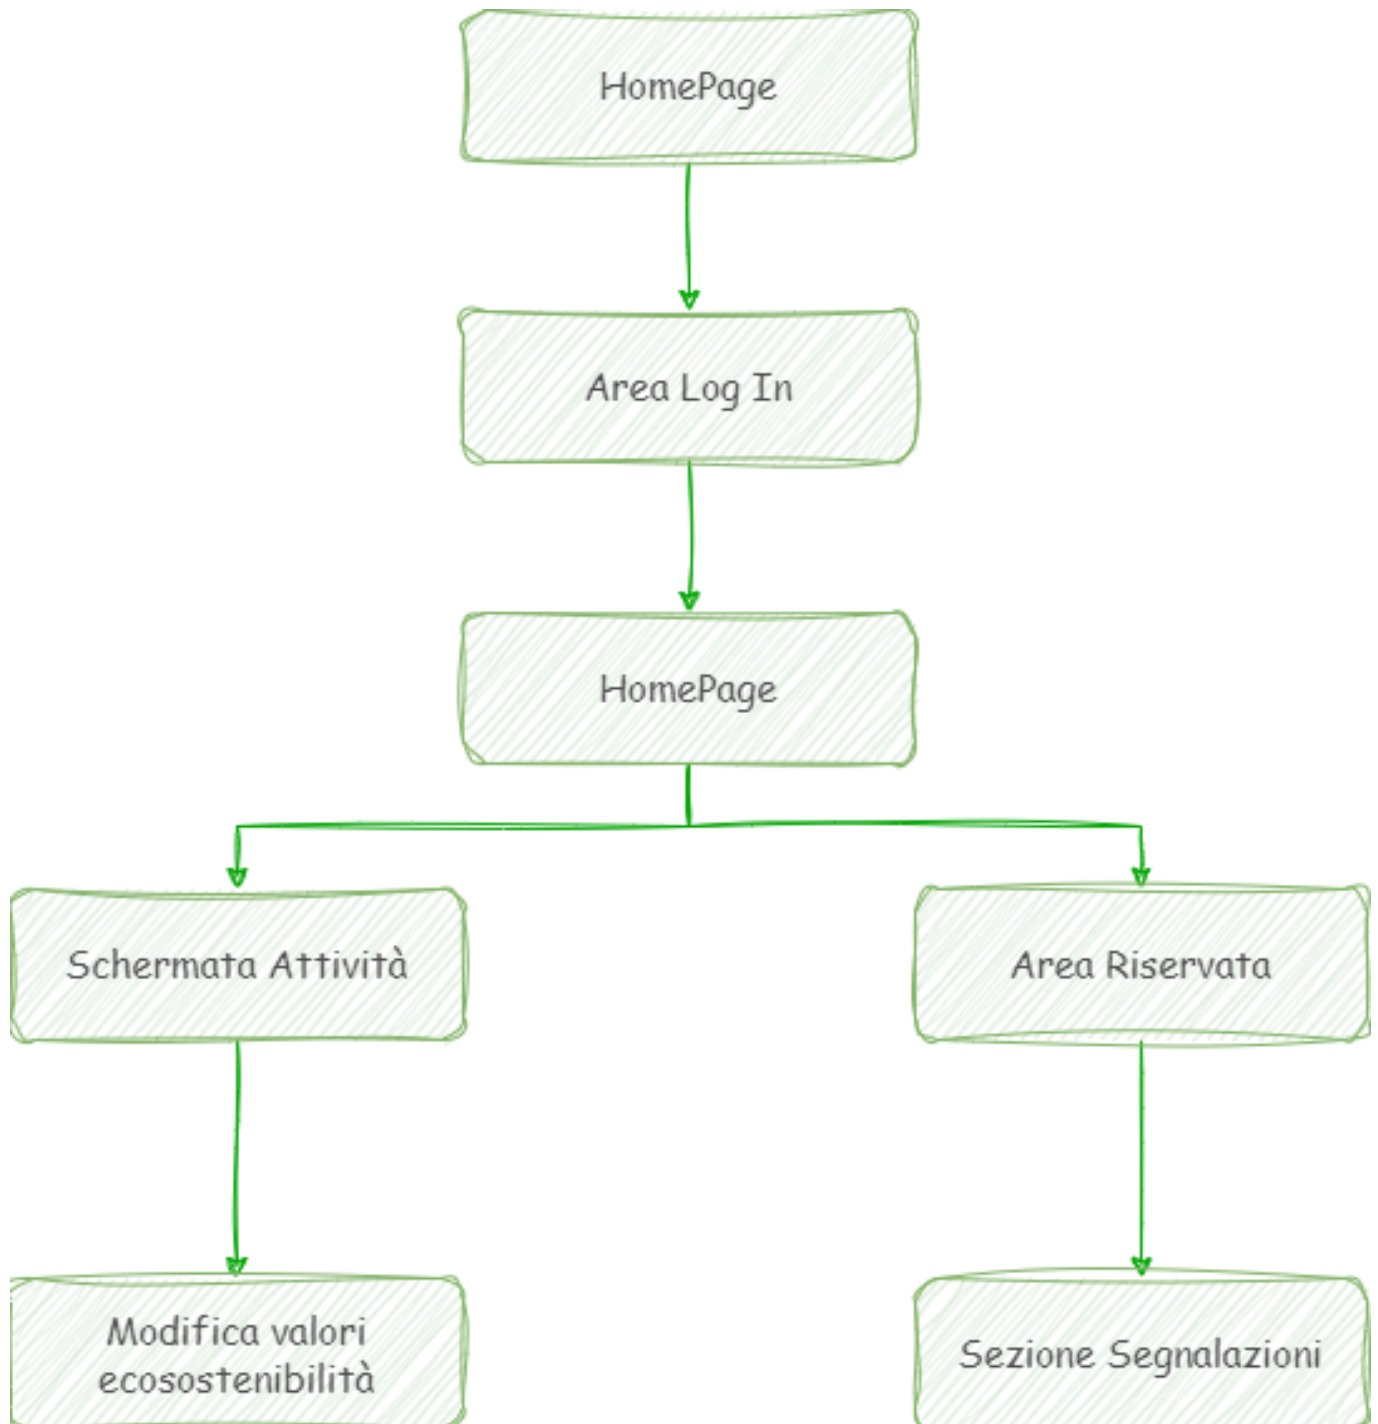 HomePage
Area Log In
HomePage
Schermata Attività
Area Riservata
Modifica valori
ecosostenibilità
Sezione Segnalazioni